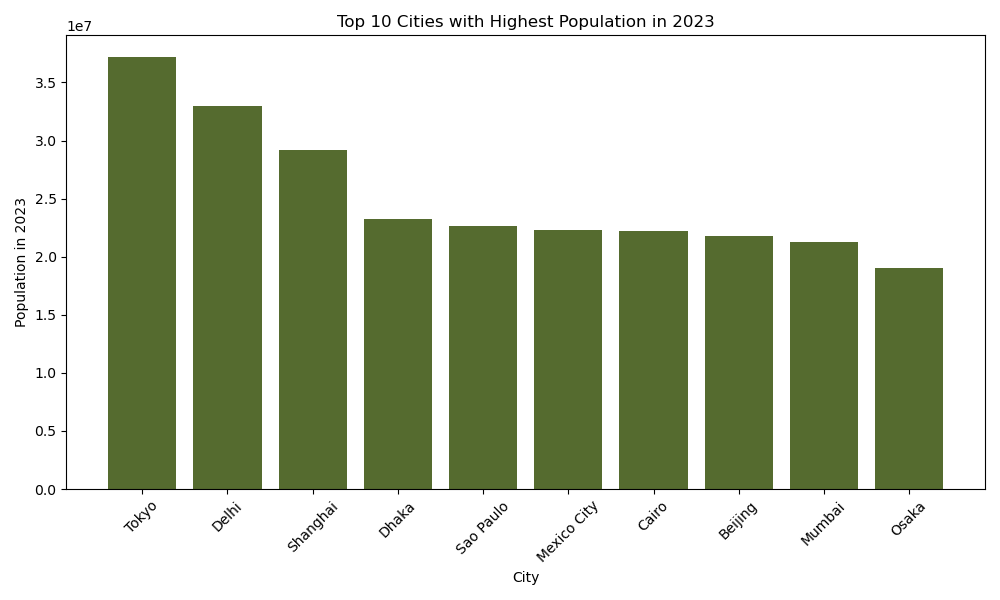 Top 10 Cities with Highest Population in 2023
1e7
Population in 2023
3.5
3.0
2.5
2.0
1.5
1.0
0.5
0.0
Tokyo
Delhi
Shanghai
Dhaka
Sao Paulo
Mexico City
Cairo
Beijing
Mumbai
Osaka
City